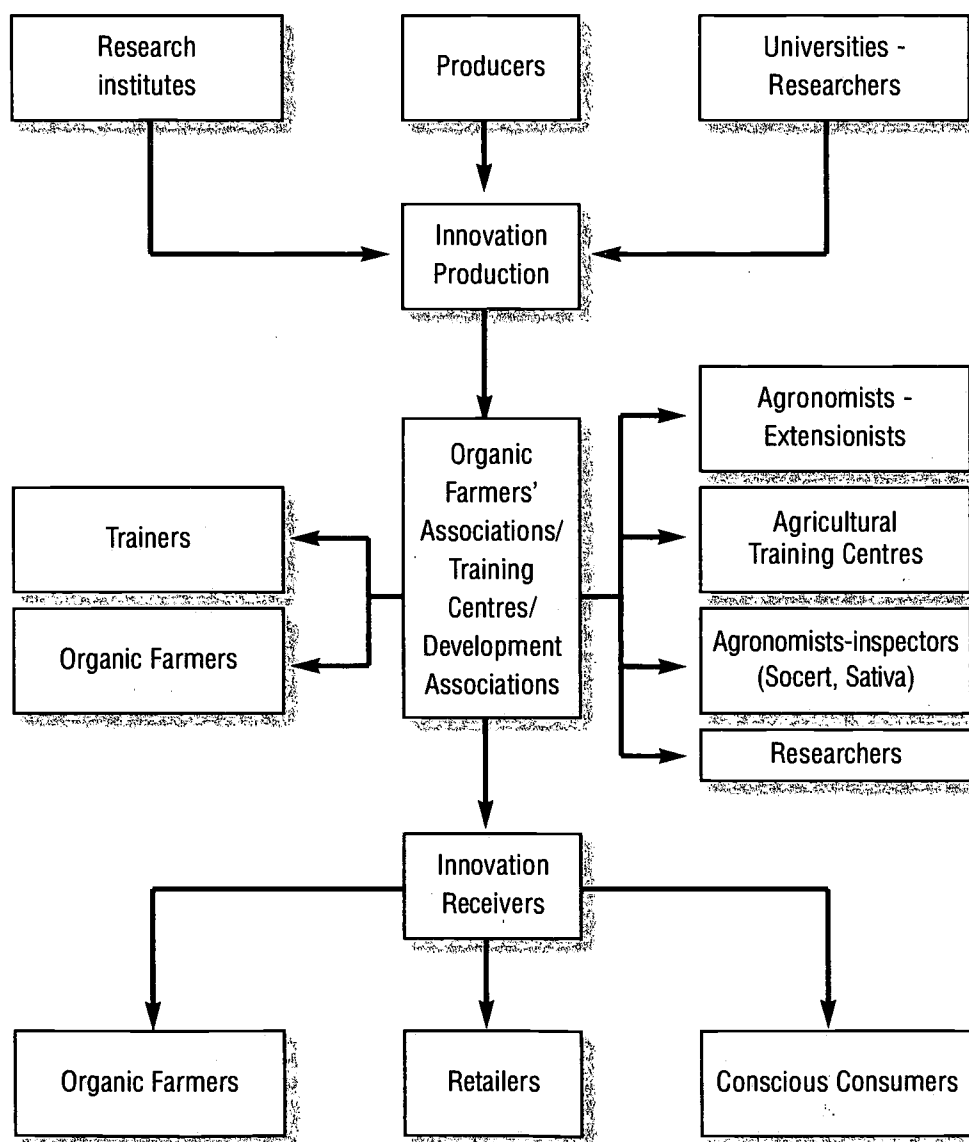 Research
institutes
Producers
Universities -
Researchers
Innovation
Production
Organic
Farmers'
Associations/
Training
Centres/
Development
Associations
Trainers
Organic Farmers
Agronomists -
Extensionists
Agricultural
Training Centres
Agronomists-inspectors
(Socert, Sativa)
Researchers
Innovation
Receivers
Organic Farmers
Retailers
Conscious Consumers